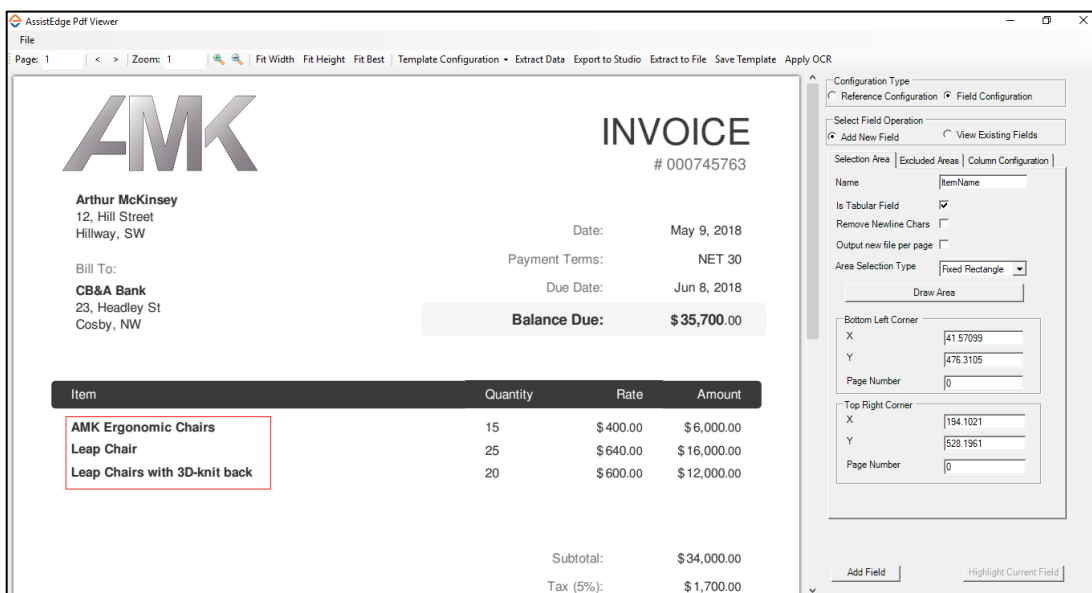 AssistEdge Pdf Viewer
File
Page: 1 < > Zoom: 1 Fit Width Fit Height Fit Best Template Configuration Extract Data Export to Studio Extract to File Save Template Apply OCR
AMK
INVOICE
# 000745763
Arthur McKinsey
12, Hill Street
Hillway, SW
Bill To:
CB&A Bank
23, Headley St
Cosby, NW
Date: May 9, 2018
Payment Terms: NET 30
Due Date: Jun 8, 2018
Balance Due: $35,700.00
Item Quantity Rate Amount
AMK Ergonomic Chairs 15 $400.00 $6,000.00
Leap Chair 25 $640.00 $16,000.00
Leap Chairs with 3D-knit back 20 $600.00 $12,000.00
Subtotal: $34,000.00
Tax (5%): $1,700.00
Configuration Type
Reference Configuration Field Configuration
Select Field Operation
Add New Field View Existing Fields
Selection Area Excluded Areas Column Configuration
Name ItemName
Is Tabular Field
Remove Newline Chars
Output new file per page
Area Selection Type Fixed Rectangle
Draw Area
Bottom Left Corner
X 41.57099
Y 476.3105
Page Number 0
Top Right Corner
X 194.1021
Y 528.1961
Page Number 0
Add Field Highlight Current Field